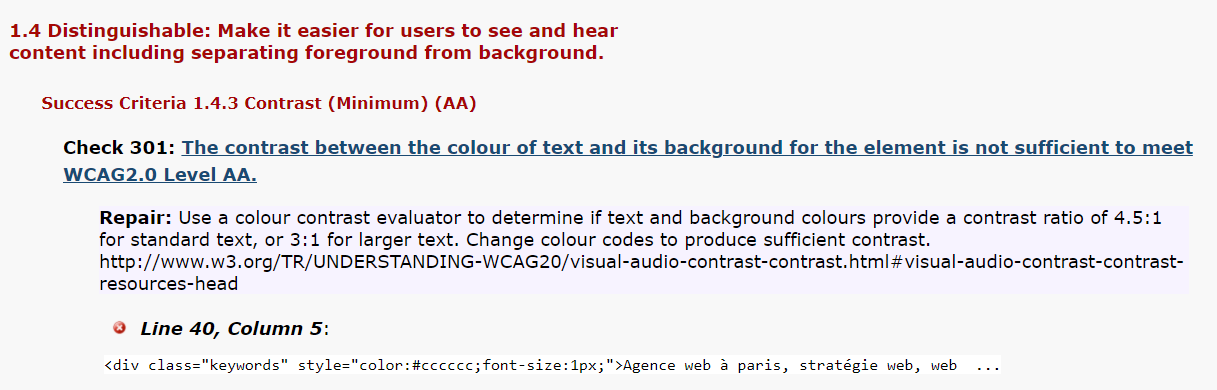 1.4 Distinguishable: Make it easier for users to see and hear
content including separating foreground from background.
Success Criteria 1.4.3 Contrast (Minimum) (AA)
Check 301: The contrast between the colour of text and its background for the element is not sufficient to meet
WCAG2.0 Level AA.
Repair: Use a colour contrast evaluator to determine if text and background colours provide a contrast ratio of 4.5:1
for standard text, or 3:1 for larger text. Change colour codes to produce sufficient contrast.
http://www.w3.org/TR/UNDERSTANDING-WCAG20/visual-audio-contrast-contrast.html#visual-audio-contrast-contrast-
resources-head
Line 40, Column 5:
<div class="keywords" style="color:#cccccc;font-size:1px;">Agence web à paris, stratégie web, web  ...